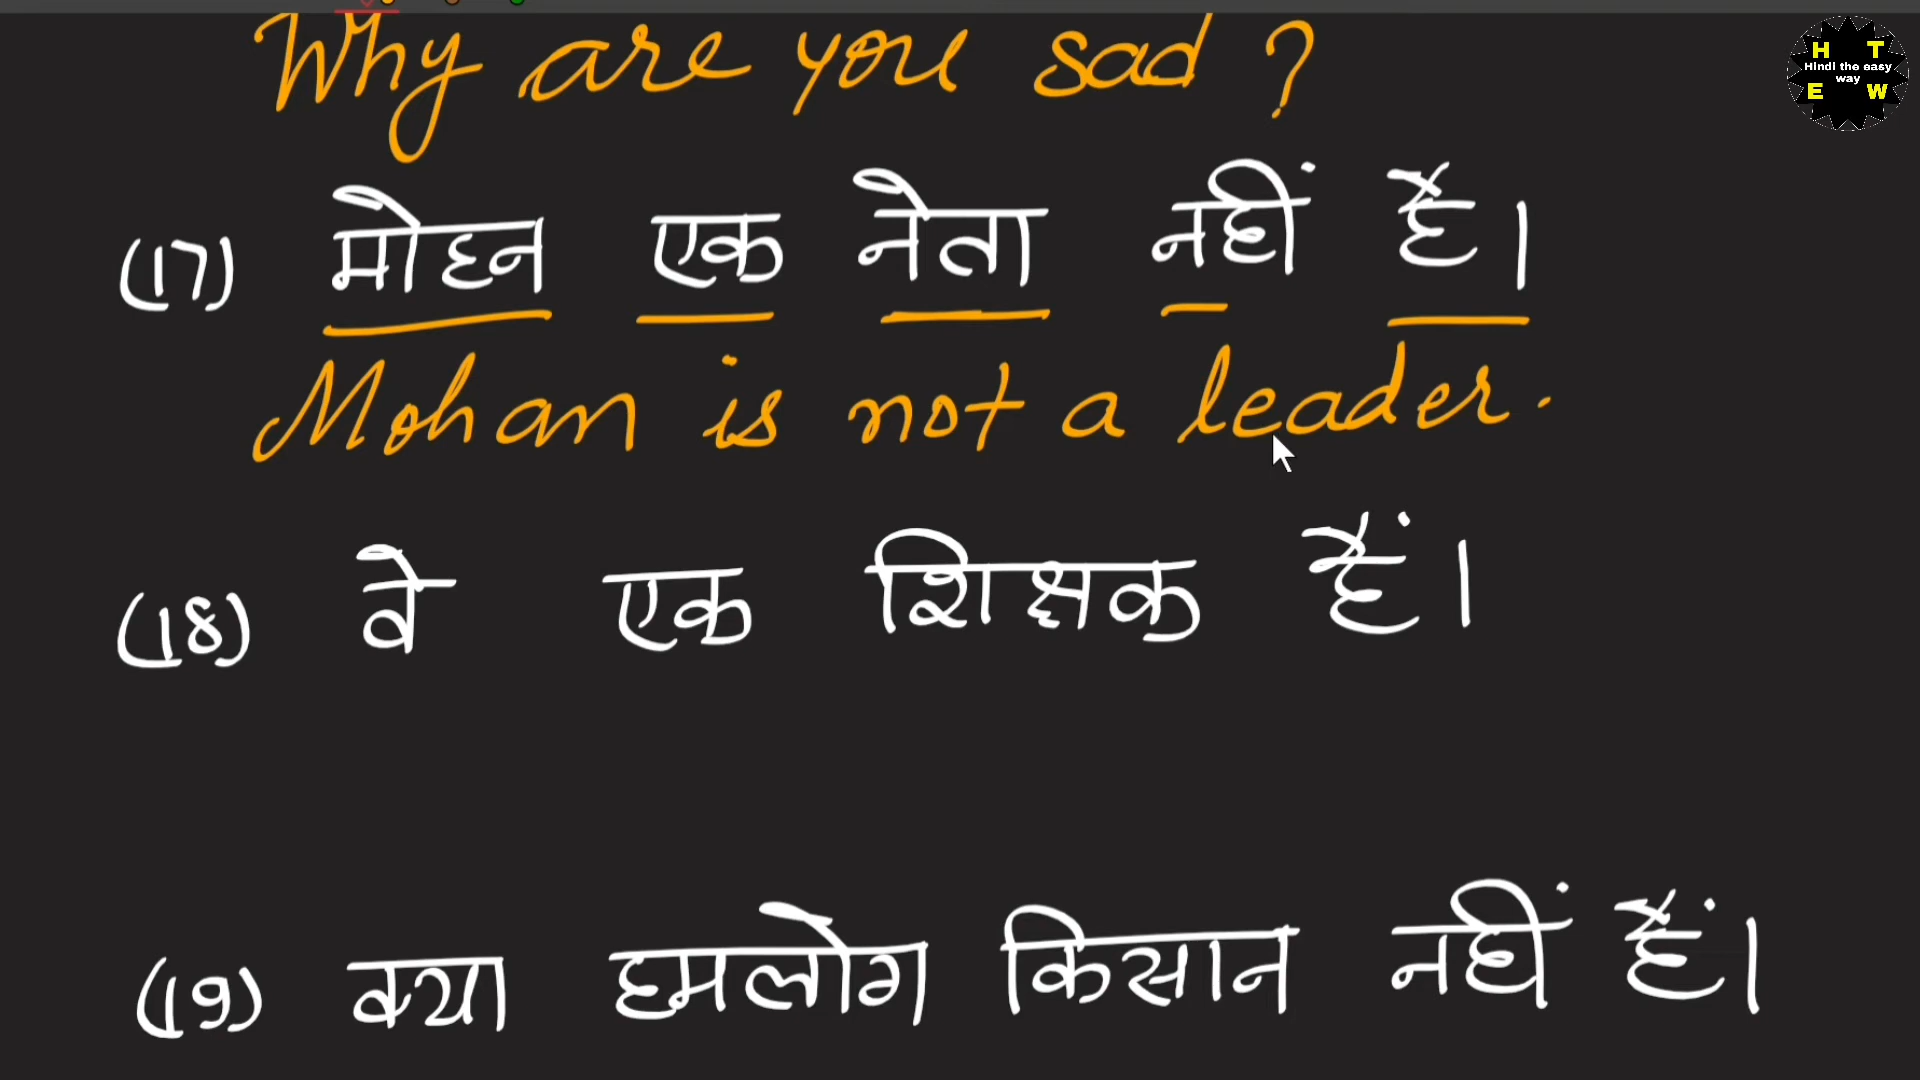 Why are you sad ?
H T
Hindi the easy
way
E W
(17) मोहन एक नेता नहीं है।
Mohan is not a leader.
(18) वे एक शिक्षक हैं।
(19) क्या हमलोग किसान नहीं हैं।